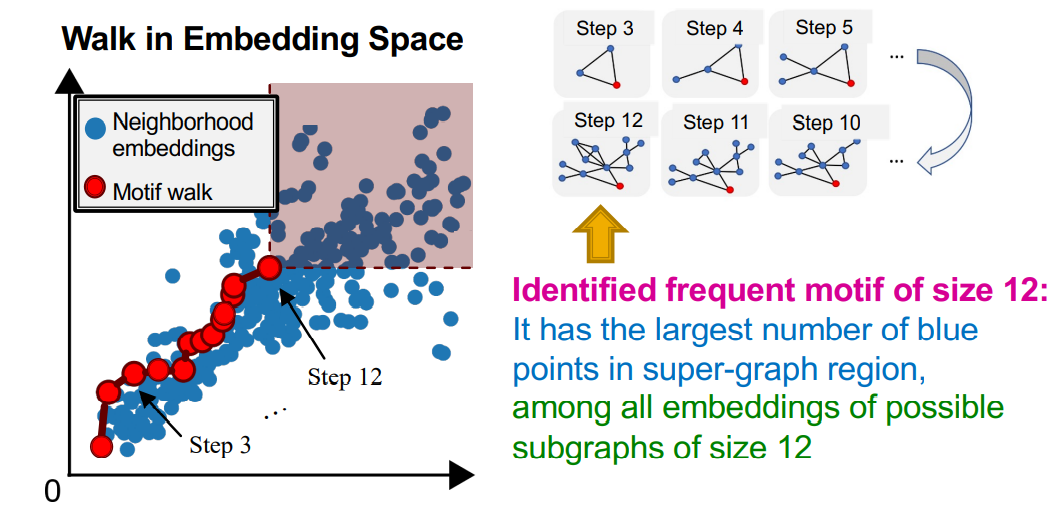 Walk in Embedding Space
Neighborhood
embeddings
Motif walk
Step 12
...
Step 3
0
Step 3
Step 4
Step 5
...
Step 12
Step 11
Step 10
...
Identified frequent motif of size 12:
It has the largest number of blue
points in super-graph region,
among all embeddings of possible
subgraphs of size 12